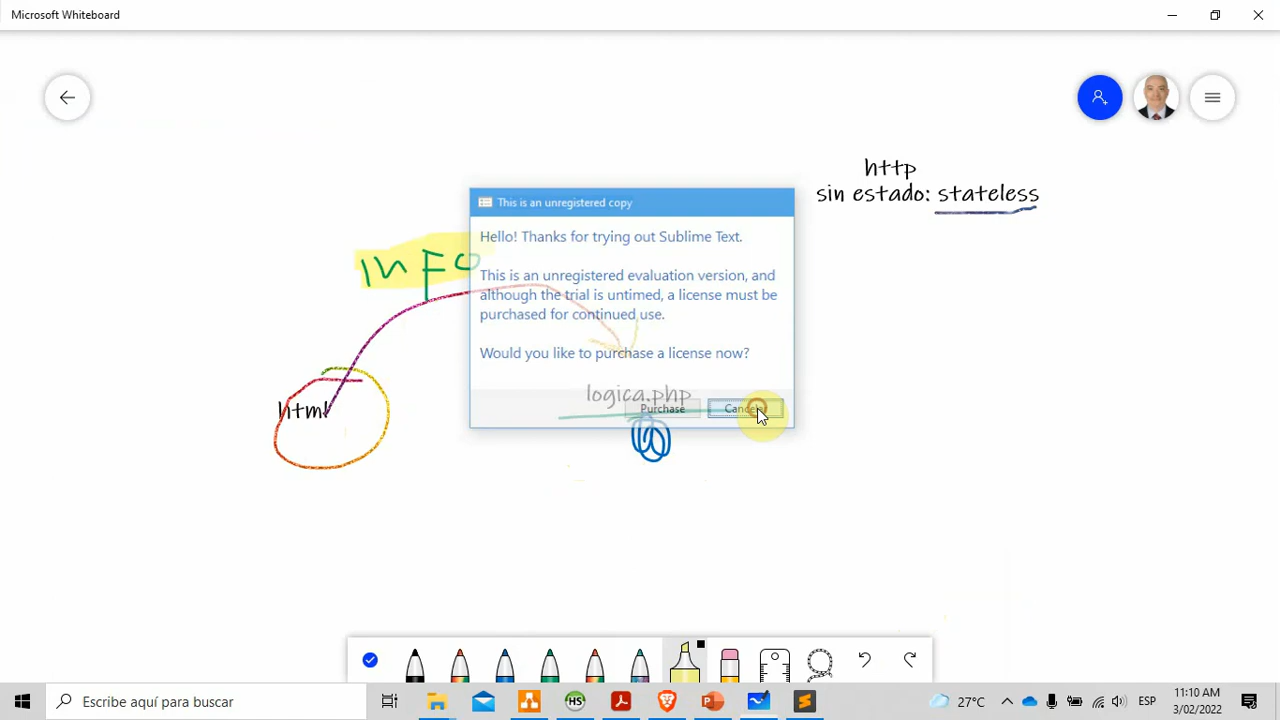 Microsoft Whiteboard
http
sin estado: stateless
This is an unregistered copy
Hello! Thanks for trying out Sublime Text.
INFO
This is an unregistered evaluation version, and
although the trial is untimed, a license must be
purchased for continued use.
Would you like to purchase a license now?
logica.php
html
Purchase
Cancelar
HS
Escribe aquí para buscar
27°C
ESP
11:10 AM
3/02/2022